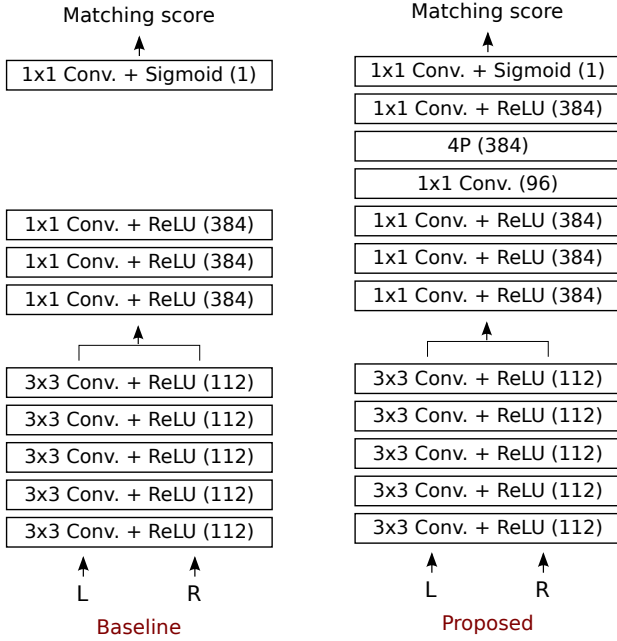 Matching score
1x1 Conv. + Sigmoid (1)
1x1 Conv. + ReLU (384)
1x1 Conv. + ReLU (384)
1x1 Conv. + ReLU (384)
3x3 Conv. + ReLU (112)
3x3 Conv. + ReLU (112)
3x3 Conv. + ReLU (112)
3x3 Conv. + ReLU (112)
3x3 Conv. + ReLU (112)
L R
Baseline
Matching score
1x1 Conv. + Sigmoid (1)
1x1 Conv. + ReLU (384)
4P (384)
1x1 Conv. (96)
1x1 Conv. + ReLU (384)
1x1 Conv. + ReLU (384)
1x1 Conv. + ReLU (384)
3x3 Conv. + ReLU (112)
3x3 Conv. + ReLU (112)
3x3 Conv. + ReLU (112)
3x3 Conv. + ReLU (112)
3x3 Conv. + ReLU (112)
L R
Proposed